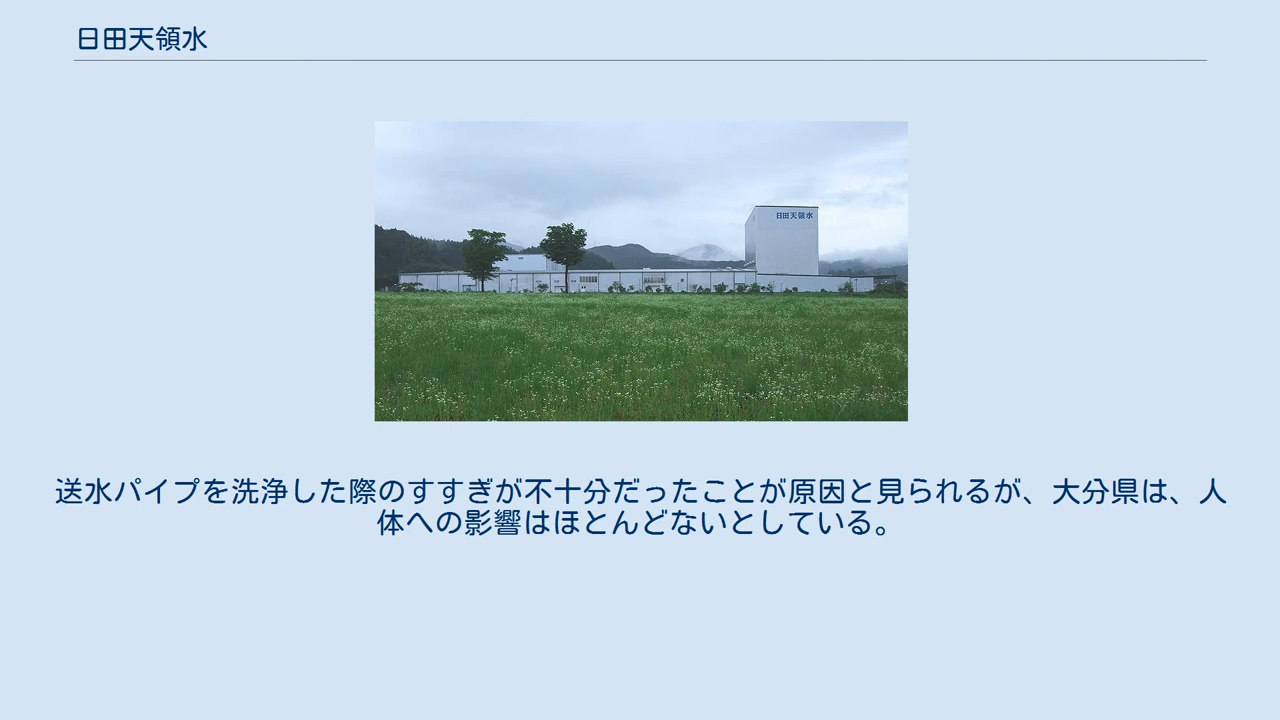 日田天領水
日田天領水
送水パイプを洗浄した際のすすぎが不十分だったことが原因と見られるが、大分県は、人
体への影響はほとんどないとしている。